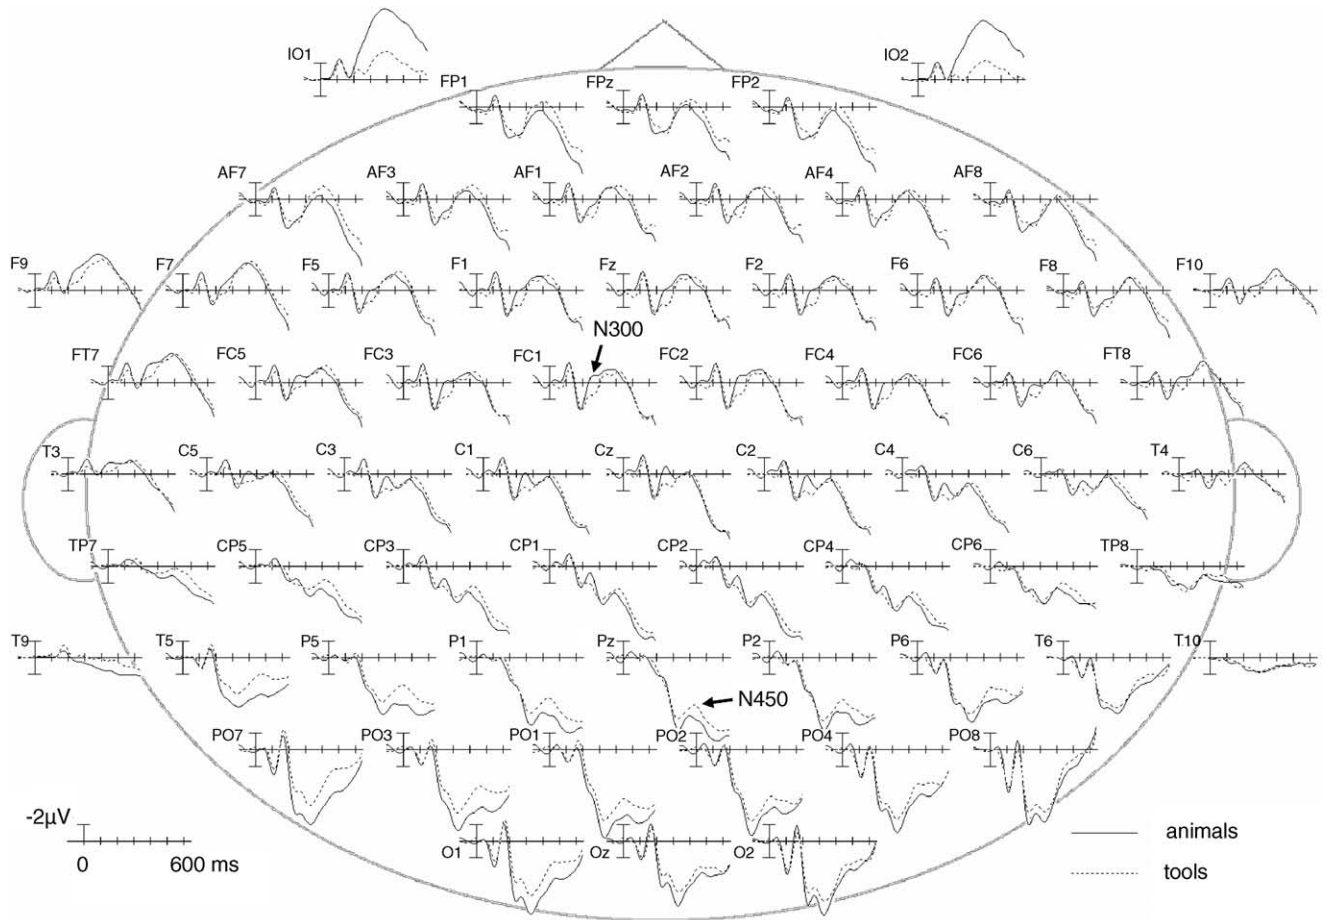 IO1 IO2
FP1 FPz FP2
AF7 AF3 AF1 AF2 AF4 AF8
F9 F7 F5 F1 Fz F2 F6 F8 F10
N300
FT7 FC5 FC3 FC1 FC2 FC4 FC6 FT8
T3 C5 C3 C1 Cz C2 C4 C6 T4
TP7 CP5 CP3 CP1 CP2 CP4 CP6 TP8
T9 T5 P5 P1 Pz P2 P6 T6 T10
N450
PO7 PO3 PO1 PO2 PO4 PO8
-2μV
O1 Oz O2
0 600 ms
animals
tools